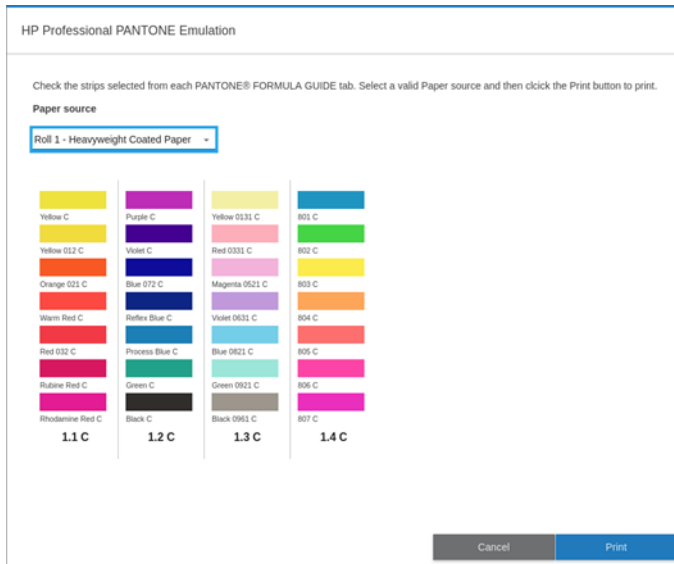 HP Professional PANTONE Emulation
Check the strips selected from each PANTONE® FORMULA GUIDE tab. Select a valid Paper source and then clcick the Print button to print.
Paper source
Roll 1 - Heavyweight Coated Paper
Yellow C
Purple C
Yellow 0131 C
801 C
Yellow 012 C
Violet C
Red 0331 C
802 C
Orange 021 C
Blue 072 C
Magenta 0521 C
803 C
Warm Red C
Reflex Blue C
Violet 0631 C
804 C
Red 032 C
Process Blue C
Blue 0821 C
805 C
Rubine Red C
Green C
Green 0921 C
806 C
Rhodamine Red C
Black C
Black 0961 C
807 C
1.1 C
1.2 C
1.3 C
1.4 C
Cancel
Print